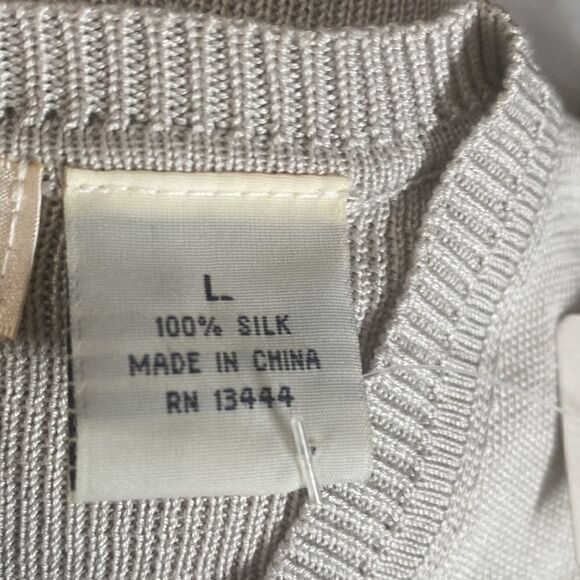 L
100% SILK
MADE IN CHINA
RN 13444